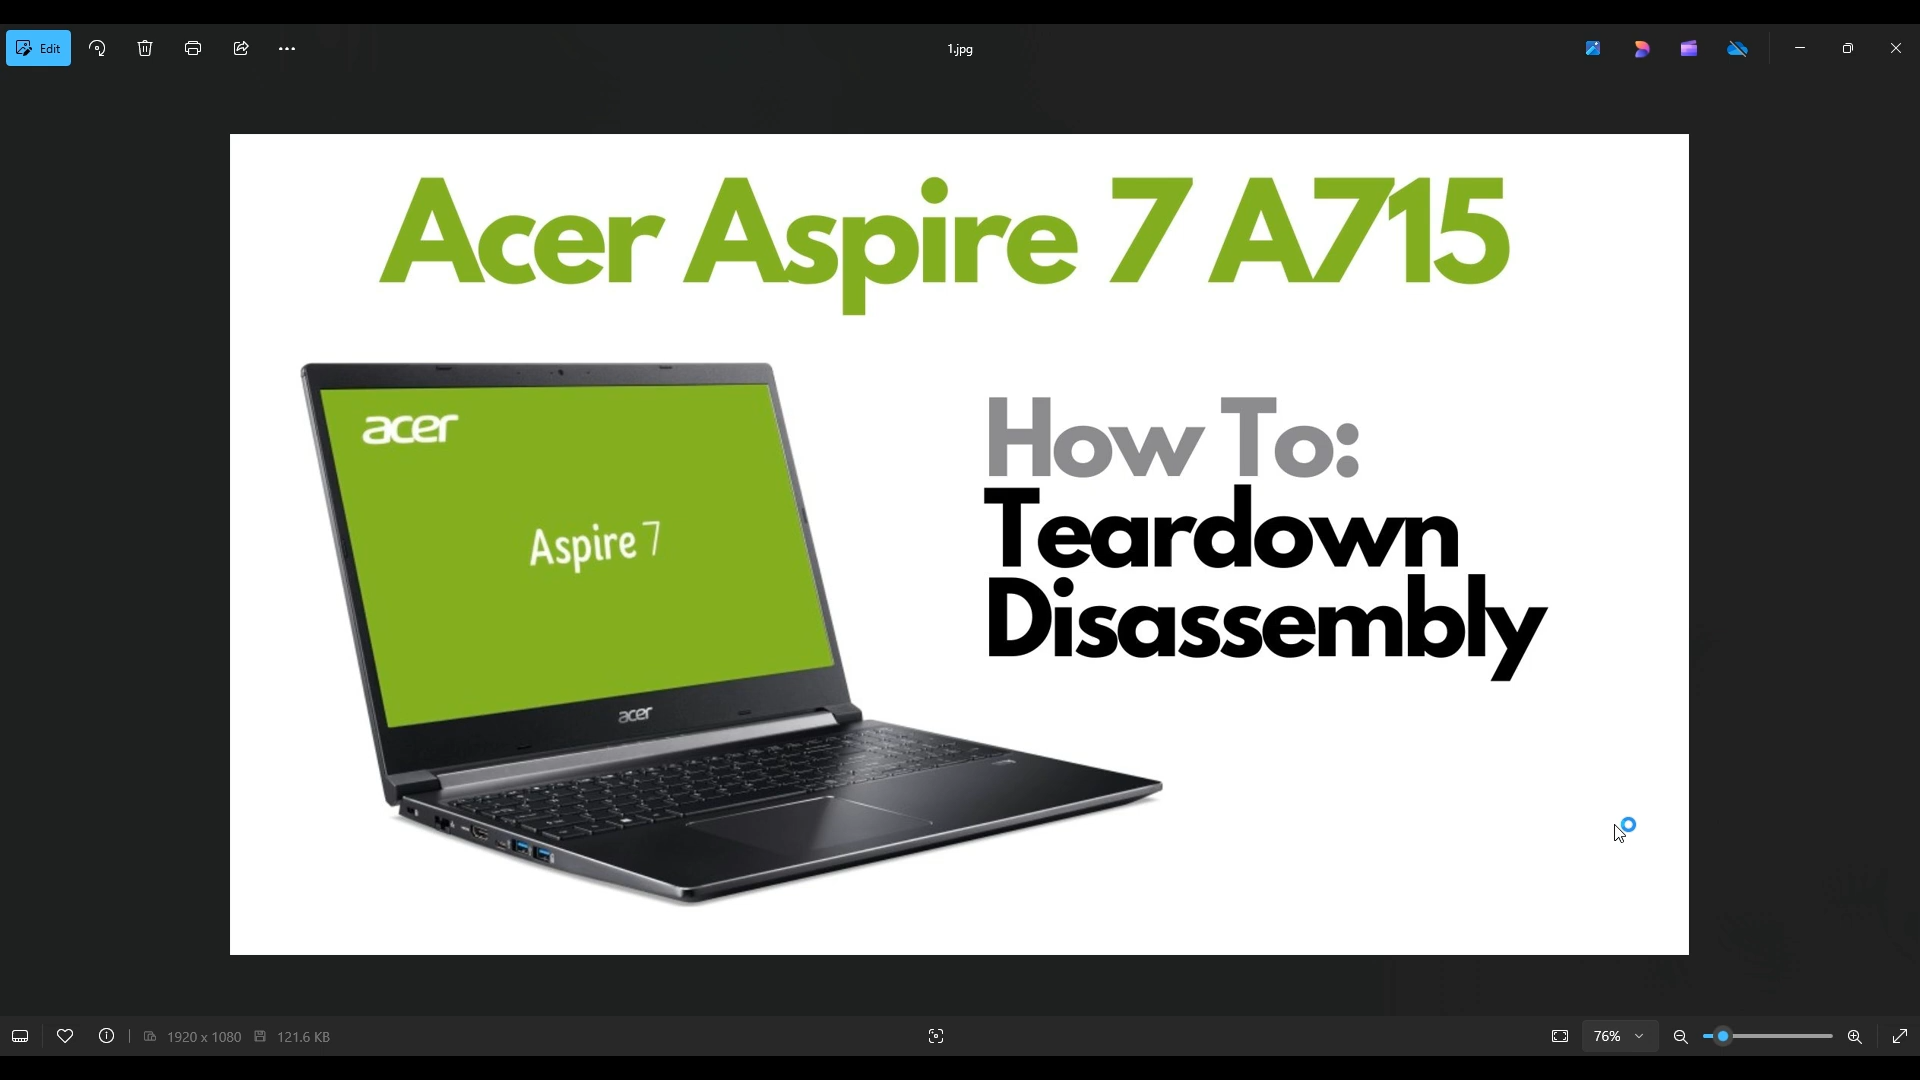 Edit
1.jpg
Acer Aspire 7 A715
acer
Aspire 7
How To:
Teardown
Disassembly
acer
1920 x 1080
121.6 KB
76%